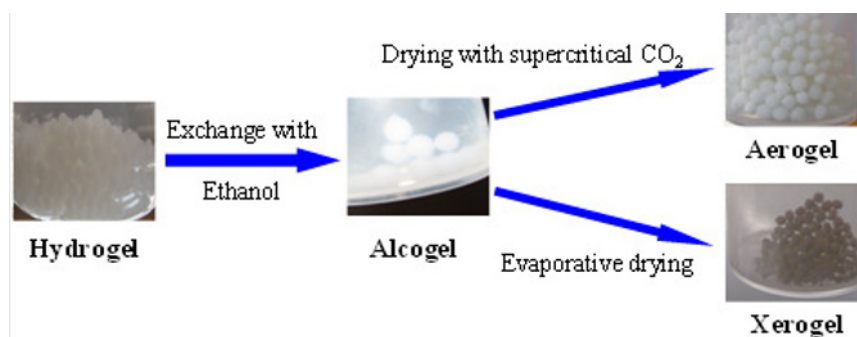 Drying with supercritical CO₂
Exchange with
Ethanol
Aerogel
Hydrogel
Alcogel
Evaporative drying
Xerogel